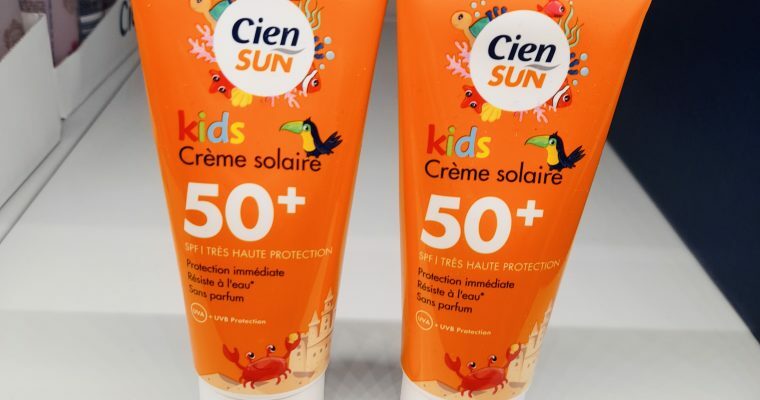 Cien
SUN
kids
Crème solaire
50+
SPF | TRÈS HAUTE PROTECTION
Protection immédiate
Résiste à l'eau*
Sans parfum
UVA + UVB Protection
Cien
SUN
kids
Crème solaire
50+
SPF | TRÈS HAUTE PROTECTION
Protection immédiate
Résiste à l'eau*
Sans parfum
UVA + UVB Protection